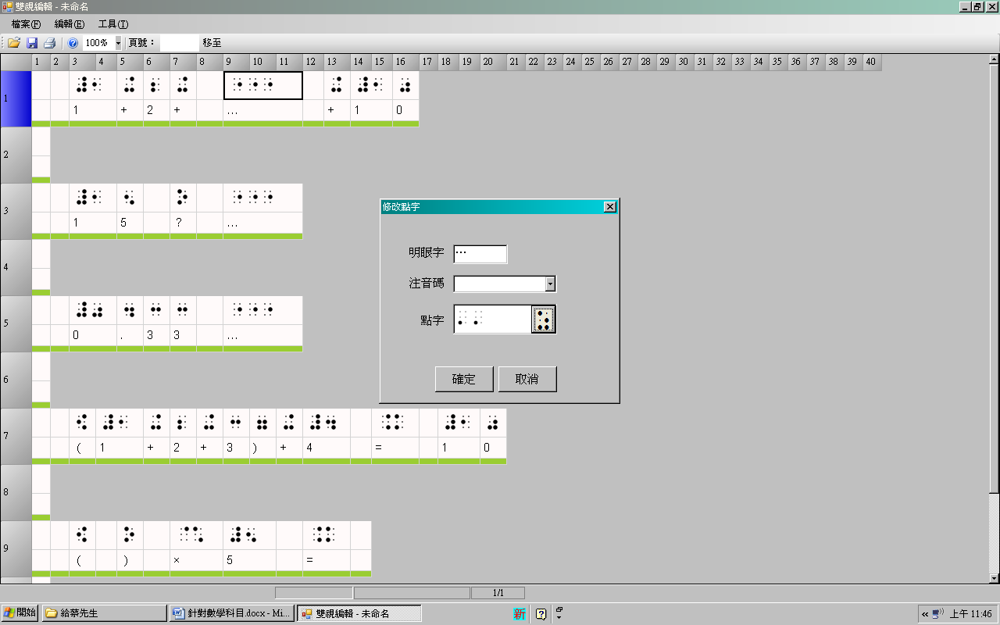 雙視編輯 - 未命名
檔案(F) 編輯(E) 工具(T)
100% 頁號： 移至
1 2 3 4 5 6 7 8 9 10 11 12 13 14 15 16 17 18 19 20 21 22 23 24 25 26 27 28 29 30 31 32 33 34 35 36 37 38 39 40
1
⠼⠂ ⠬ ⠆ ⠬ ⠐⠐⠐ ⠬ ⠼⠂ ⠴
1 + 2 + ... + 1 0
2
3
⠼⠂ ⠢ ⠕ ⠐⠐⠐
1 5 ? ...
4
5
⠼⠴ ⠲ ⠒ ⠒ ⠐⠐⠐
0 . 3 3 ...
6
7
⠪ ⠼⠂ ⠬ ⠆ ⠬ ⠒ ⠶ ⠬ ⠼⠲ ⠨⠅ ⠼⠂ ⠴
( 1 + 2 + 3 ) + 4 = 1 0
8
9
( ) × 5 =
修改點字
明眼字 …
注音碼
點字
確定 取消
1/1
開始 給蔡先生 針對數學科目.docx - Mi... 雙視編輯 - 未命名 新 ? « 上午 11:46